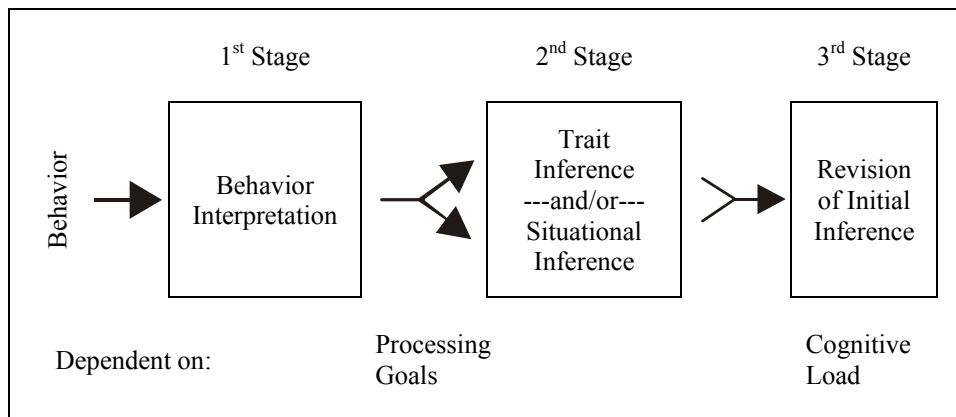 1st Stage
2nd Stage
3rd Stage
Behavior
Behavior
Interpretation
Trait
Inference
---and/or---
Situational
Inference
Revision
of Initial
Inference
Dependent on:
Processing
Goals
Cognitive
Load